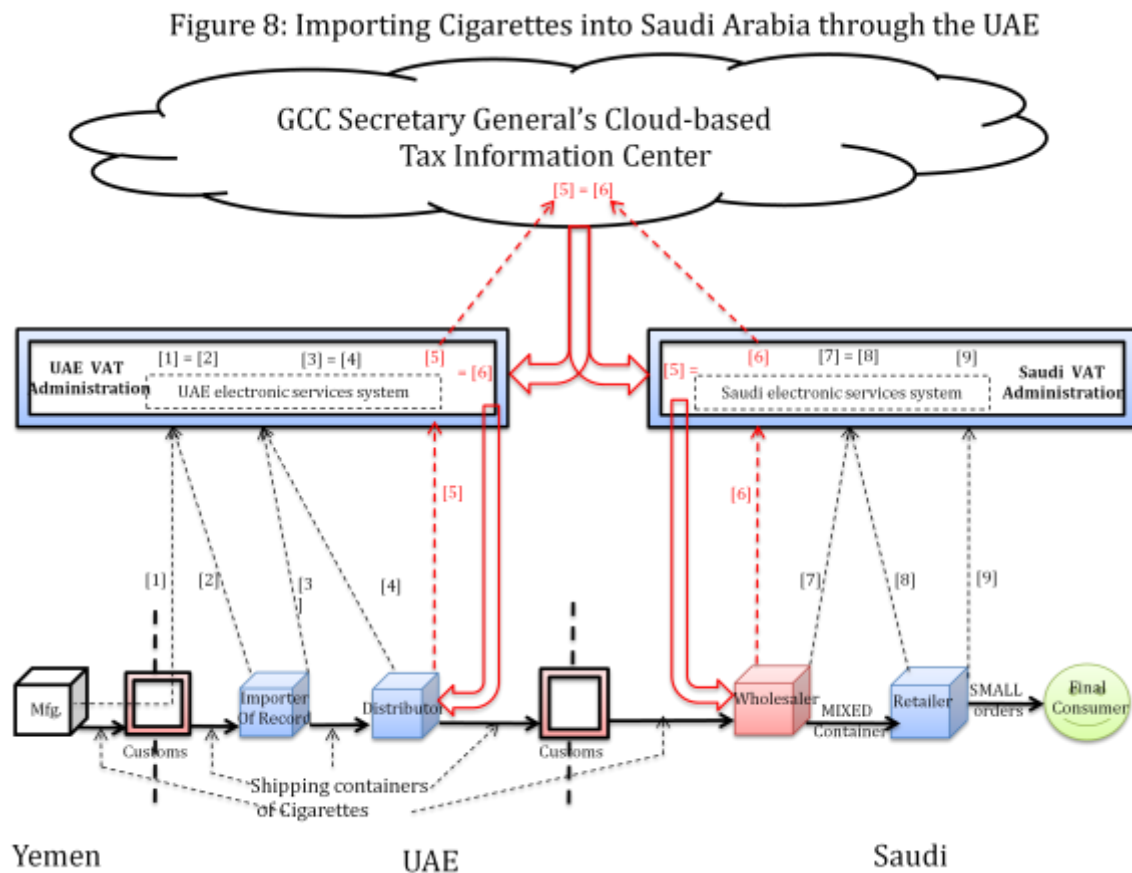 Figure 8: Importing Cigarettes into Saudi Arabia through the UAE
GCC Secretary General's Cloud-based
Tax Information Center
[5] = [6]
UAE VAT
Administration
[1] = [2]
[3] = [4]
[5]
= [6]
UAE electronic services system
[5] =
[6]
[7] = [8]
[9]
Saudi VAT
Administration
Saudi electronic services system
[1]
[2]
[3
]
[4]
[5]
[6]
[7]
[8]
[9]
Mfg.
Customs
Importer
Of Record
Distributor
Customs
Wholesaler
MIXED
Container
Retailer
SMALL
orders
Final
Consumer
Shipping containers
of Cigarettes
Yemen
UAE
Saudi